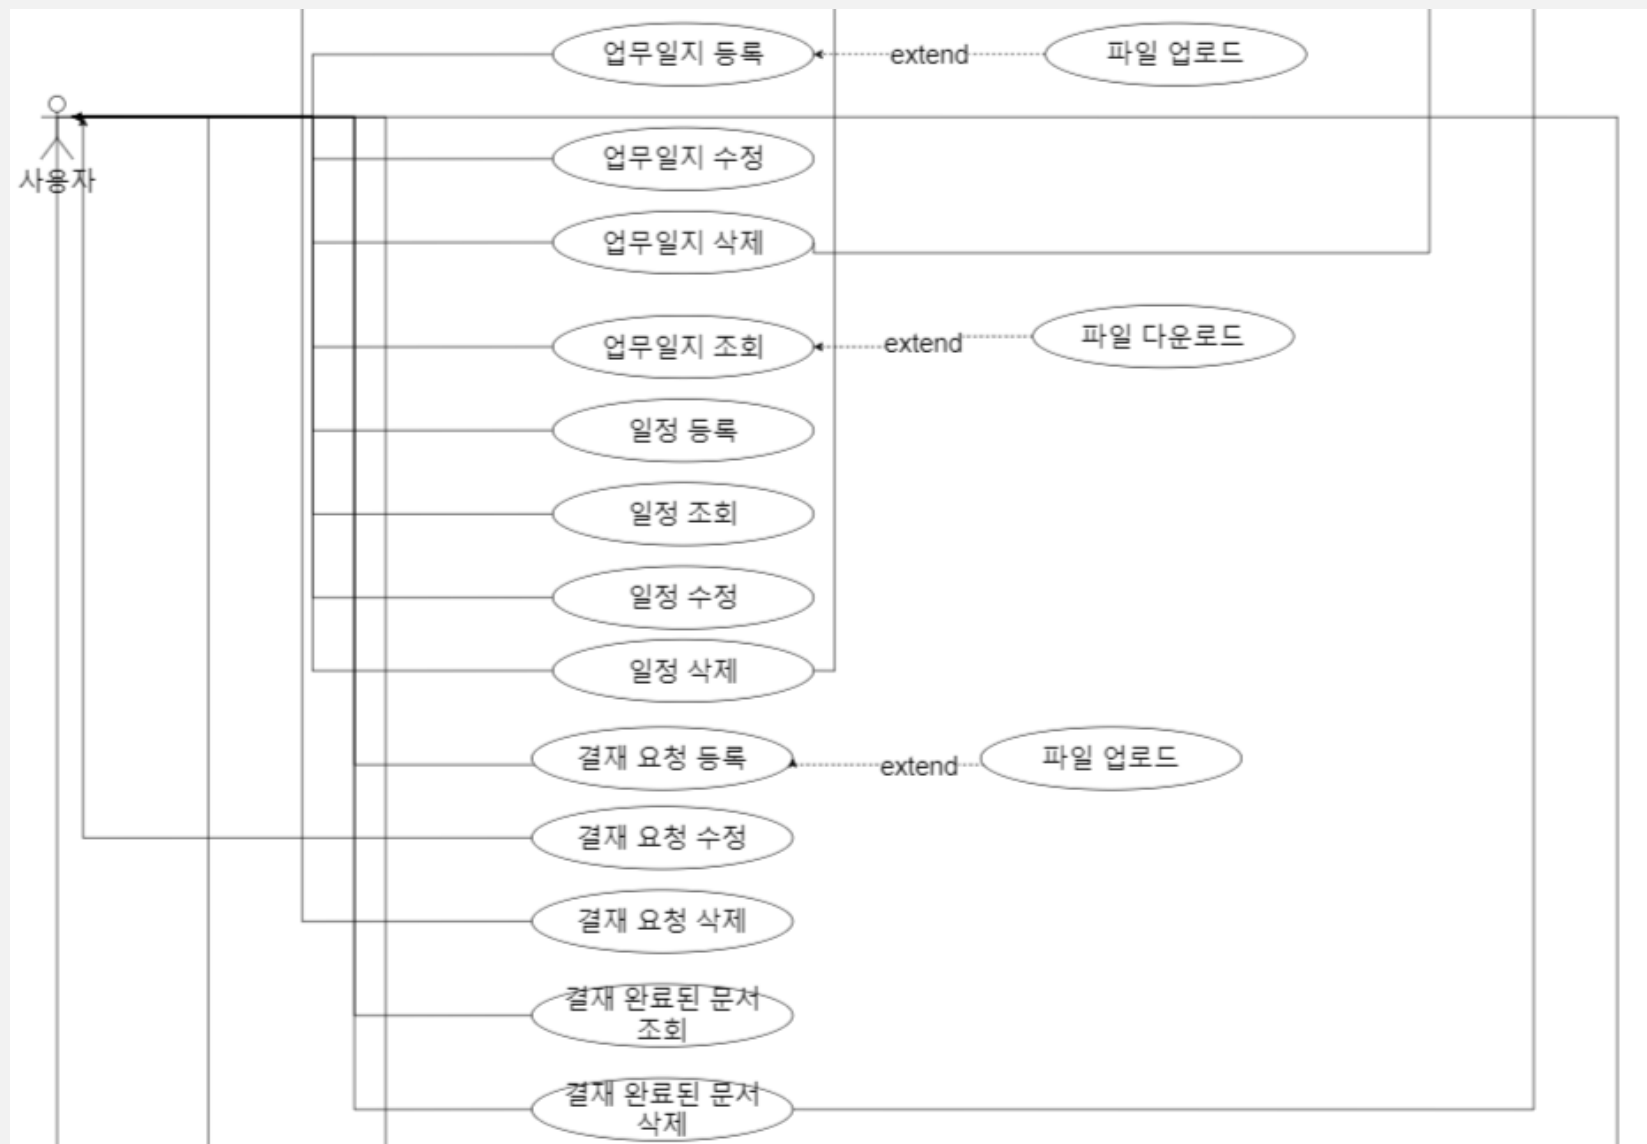 업무일지 등록
extend
파일 업로드
사용자
업무일지 수정
업무일지 삭제
업무일지 조회
extend
파일 다운로드
일정 등록
일정 조회
일정 수정
일정 삭제
결재 요청 등록
extend
파일 업로드
결재 요청 수정
결재 요청 삭제
결재 완료된 문서
조회
결재 완료된 문서
삭제